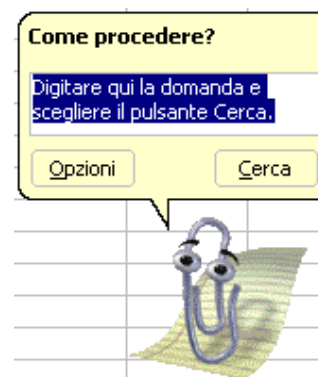 Come procedere?
Digitare qui la domanda e
scegliere il pulsante Cerca.
Opzioni
Cerca